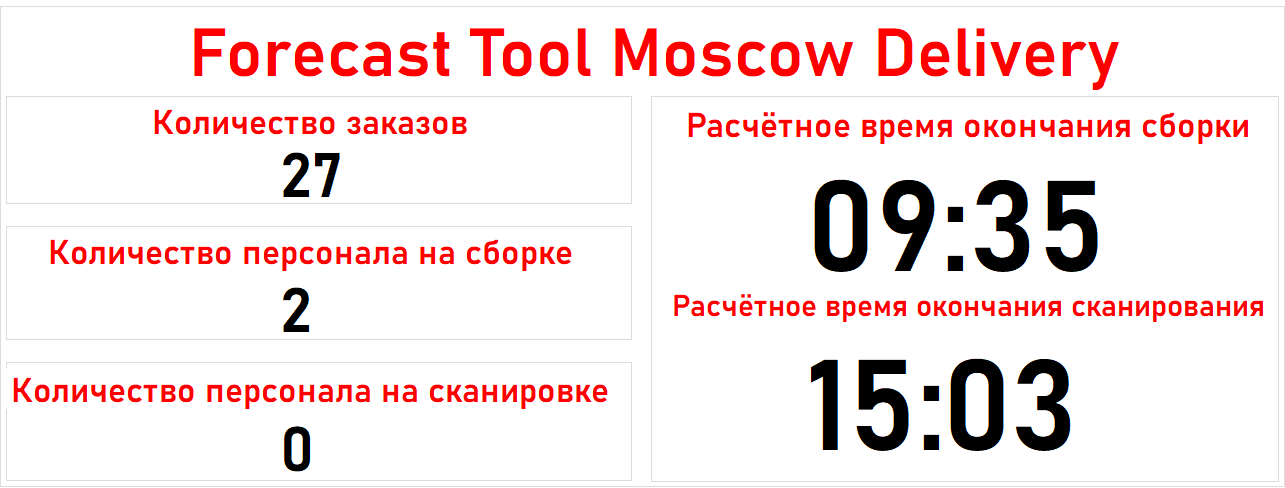 Forecast Tool Moscow Delivery
Количество заказов
27
Количество персонала на сборке
2
Количество персонала на сканировке
0
Расчётное время окончания сборки
09:35
Расчётное время окончания сканирования
15:03